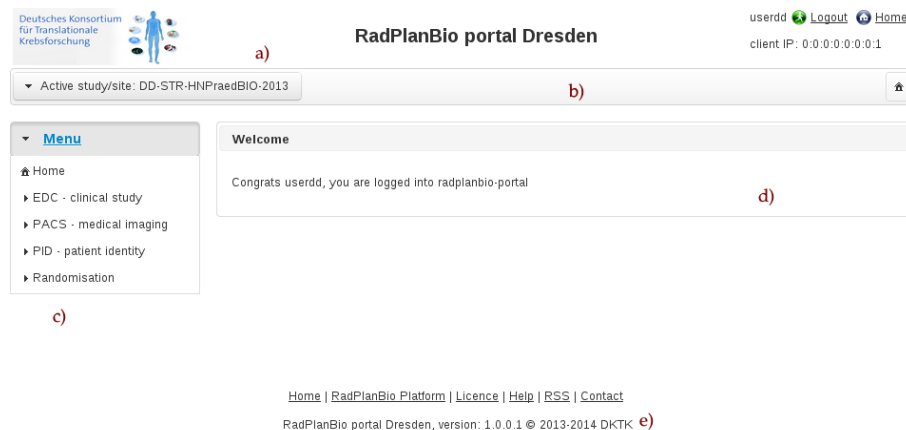 Deutsches Konsortium
für Translationale
Krebsforschung
a)
RadPlanBio portal Dresden
userdd Logout Home
client IP: 0:0:0:0:0:0:0:1
Active study/site: DD-STR-HNPraedBIO-2013
b)
Menu
Home
EDC - clinical study
PACS - medical imaging
PID - patient identity
Randomisation
c)
Welcome
Congrats userdd, you are logged into radplanbio-portal
d)
Home | RadPlanBio Platform | Licence | Help | RSS | Contact
RadPlanBio portal Dresden, version: 1.0.0.1 © 2013-2014 DKTK e)